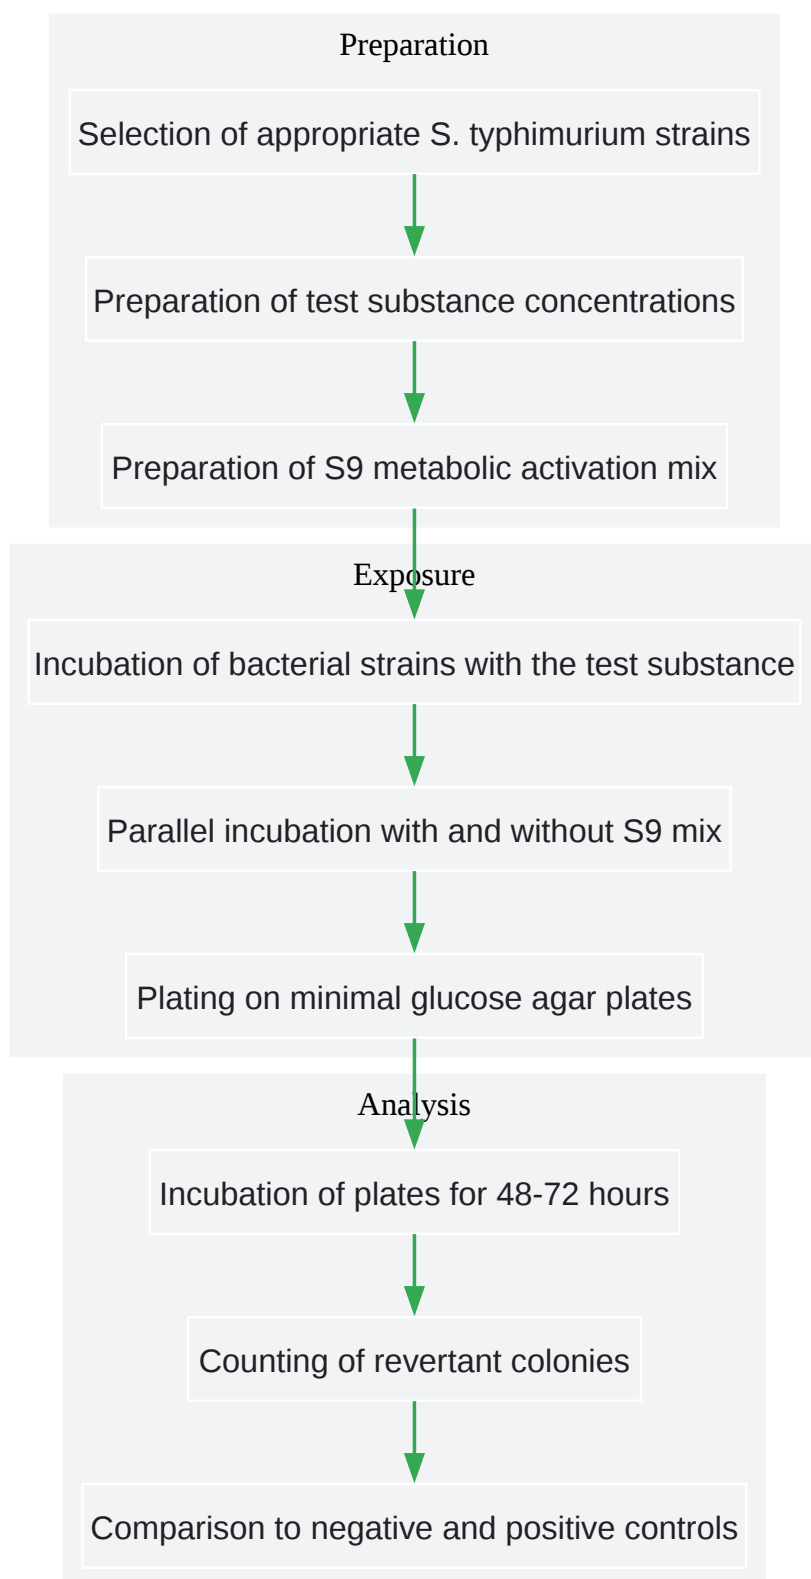 Preparation
Selection of appropriate S. typhimurium strains
Preparation of test substance concentrations
Preparation of S9 metabolic activation mix
Exposure
Incubation of bacterial strains with the test substance
Parallel incubation with and without S9 mix
Plating on minimal glucose agar plates
Analysis
Incubation of plates for 48-72 hours
Counting of revertant colonies
Comparison to negative and positive controls